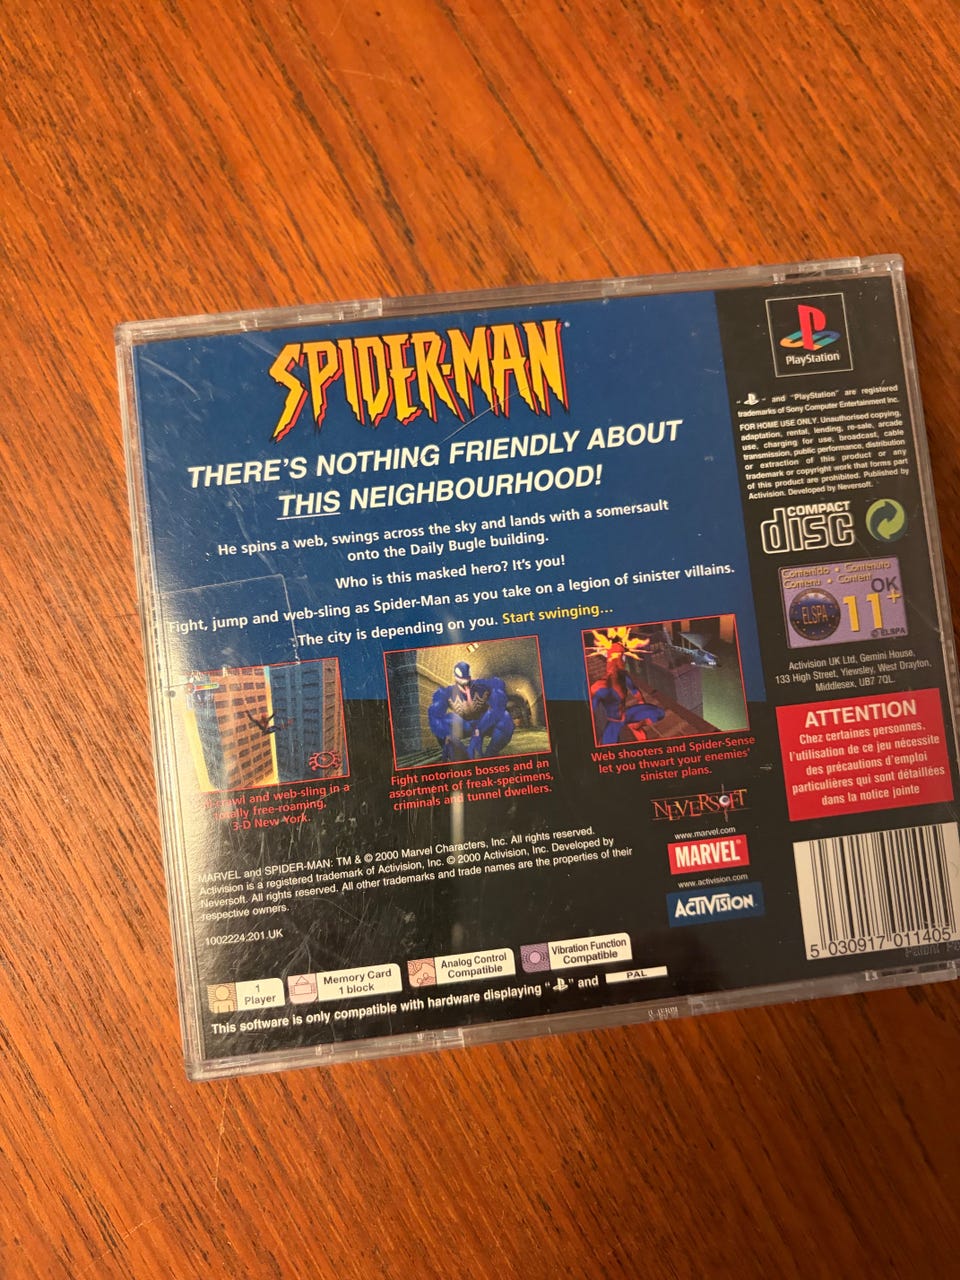 SPIDER-MAN
THERE'S NOTHING FRIENDLY ABOUT
THIS NEIGHBOURHOOD!
He spins a web, swings across the sky and lands with a somersault
onto the Daily Bugle building.
Who is this masked hero? It's you!
Fight, jump and web-sling as Spider-Man as you take on a legion of sinister villains.
The city is depending on you. Start swinging...
and web-sling in a
free-roaming,
3-D New York.
Fight notorious bosses and an
assortment of freak-specimens,
criminals and tunnel dwellers.
Web shooters and Spider-Sense
let you thwart your enemies'
sinister plans.
NEVERSOFT
www.marvel.com
MARVEL
www.activision.com
ACTIVISION
MARVEL and SPIDER-MAN: TM & © 2000 Marvel Characters, Inc. All rights reserved.
Activision is a registered trademark of Activision, Inc. © 2000 Activision, Inc. Developed by
Neversoft. All rights reserved. All other trademarks and trade names are the properties of their
respective owners.
1002224.201.UK
1
Player
Memory Card
1 block
Analog Control
Compatible
Vibration Function
Compatible
This software is only compatible with hardware displaying " " and PAL
PlayStation
" " and "PlayStation" are registered
trademarks of Sony Computer Entertainment Inc.
FOR HOME USE ONLY. Unauthorised copying,
adaptation, rental, lending, re-sale, arcade
use, charging for use, broadcast, cable
transmission, public performance, distribution
or extraction of this product or any
trademark or copyright work that forms part
of this product are prohibited. Published by
Activision. Developed by Neversoft.
COMPACT
disc
Contenido • Contenuto
Contenu • Content
OK
ELSPA
11+
© ELSPA
Activision UK Ltd, Gemini House,
133 High Street, Yiewsley, West Drayton,
Middlesex, UB7 7QL.
ATTENTION
Chez certaines personnes,
l'utilisation de ce jeu nécessite
des précautions d'emploi
particulières qui sont détaillées
dans la notice jointe
5 030917 011405